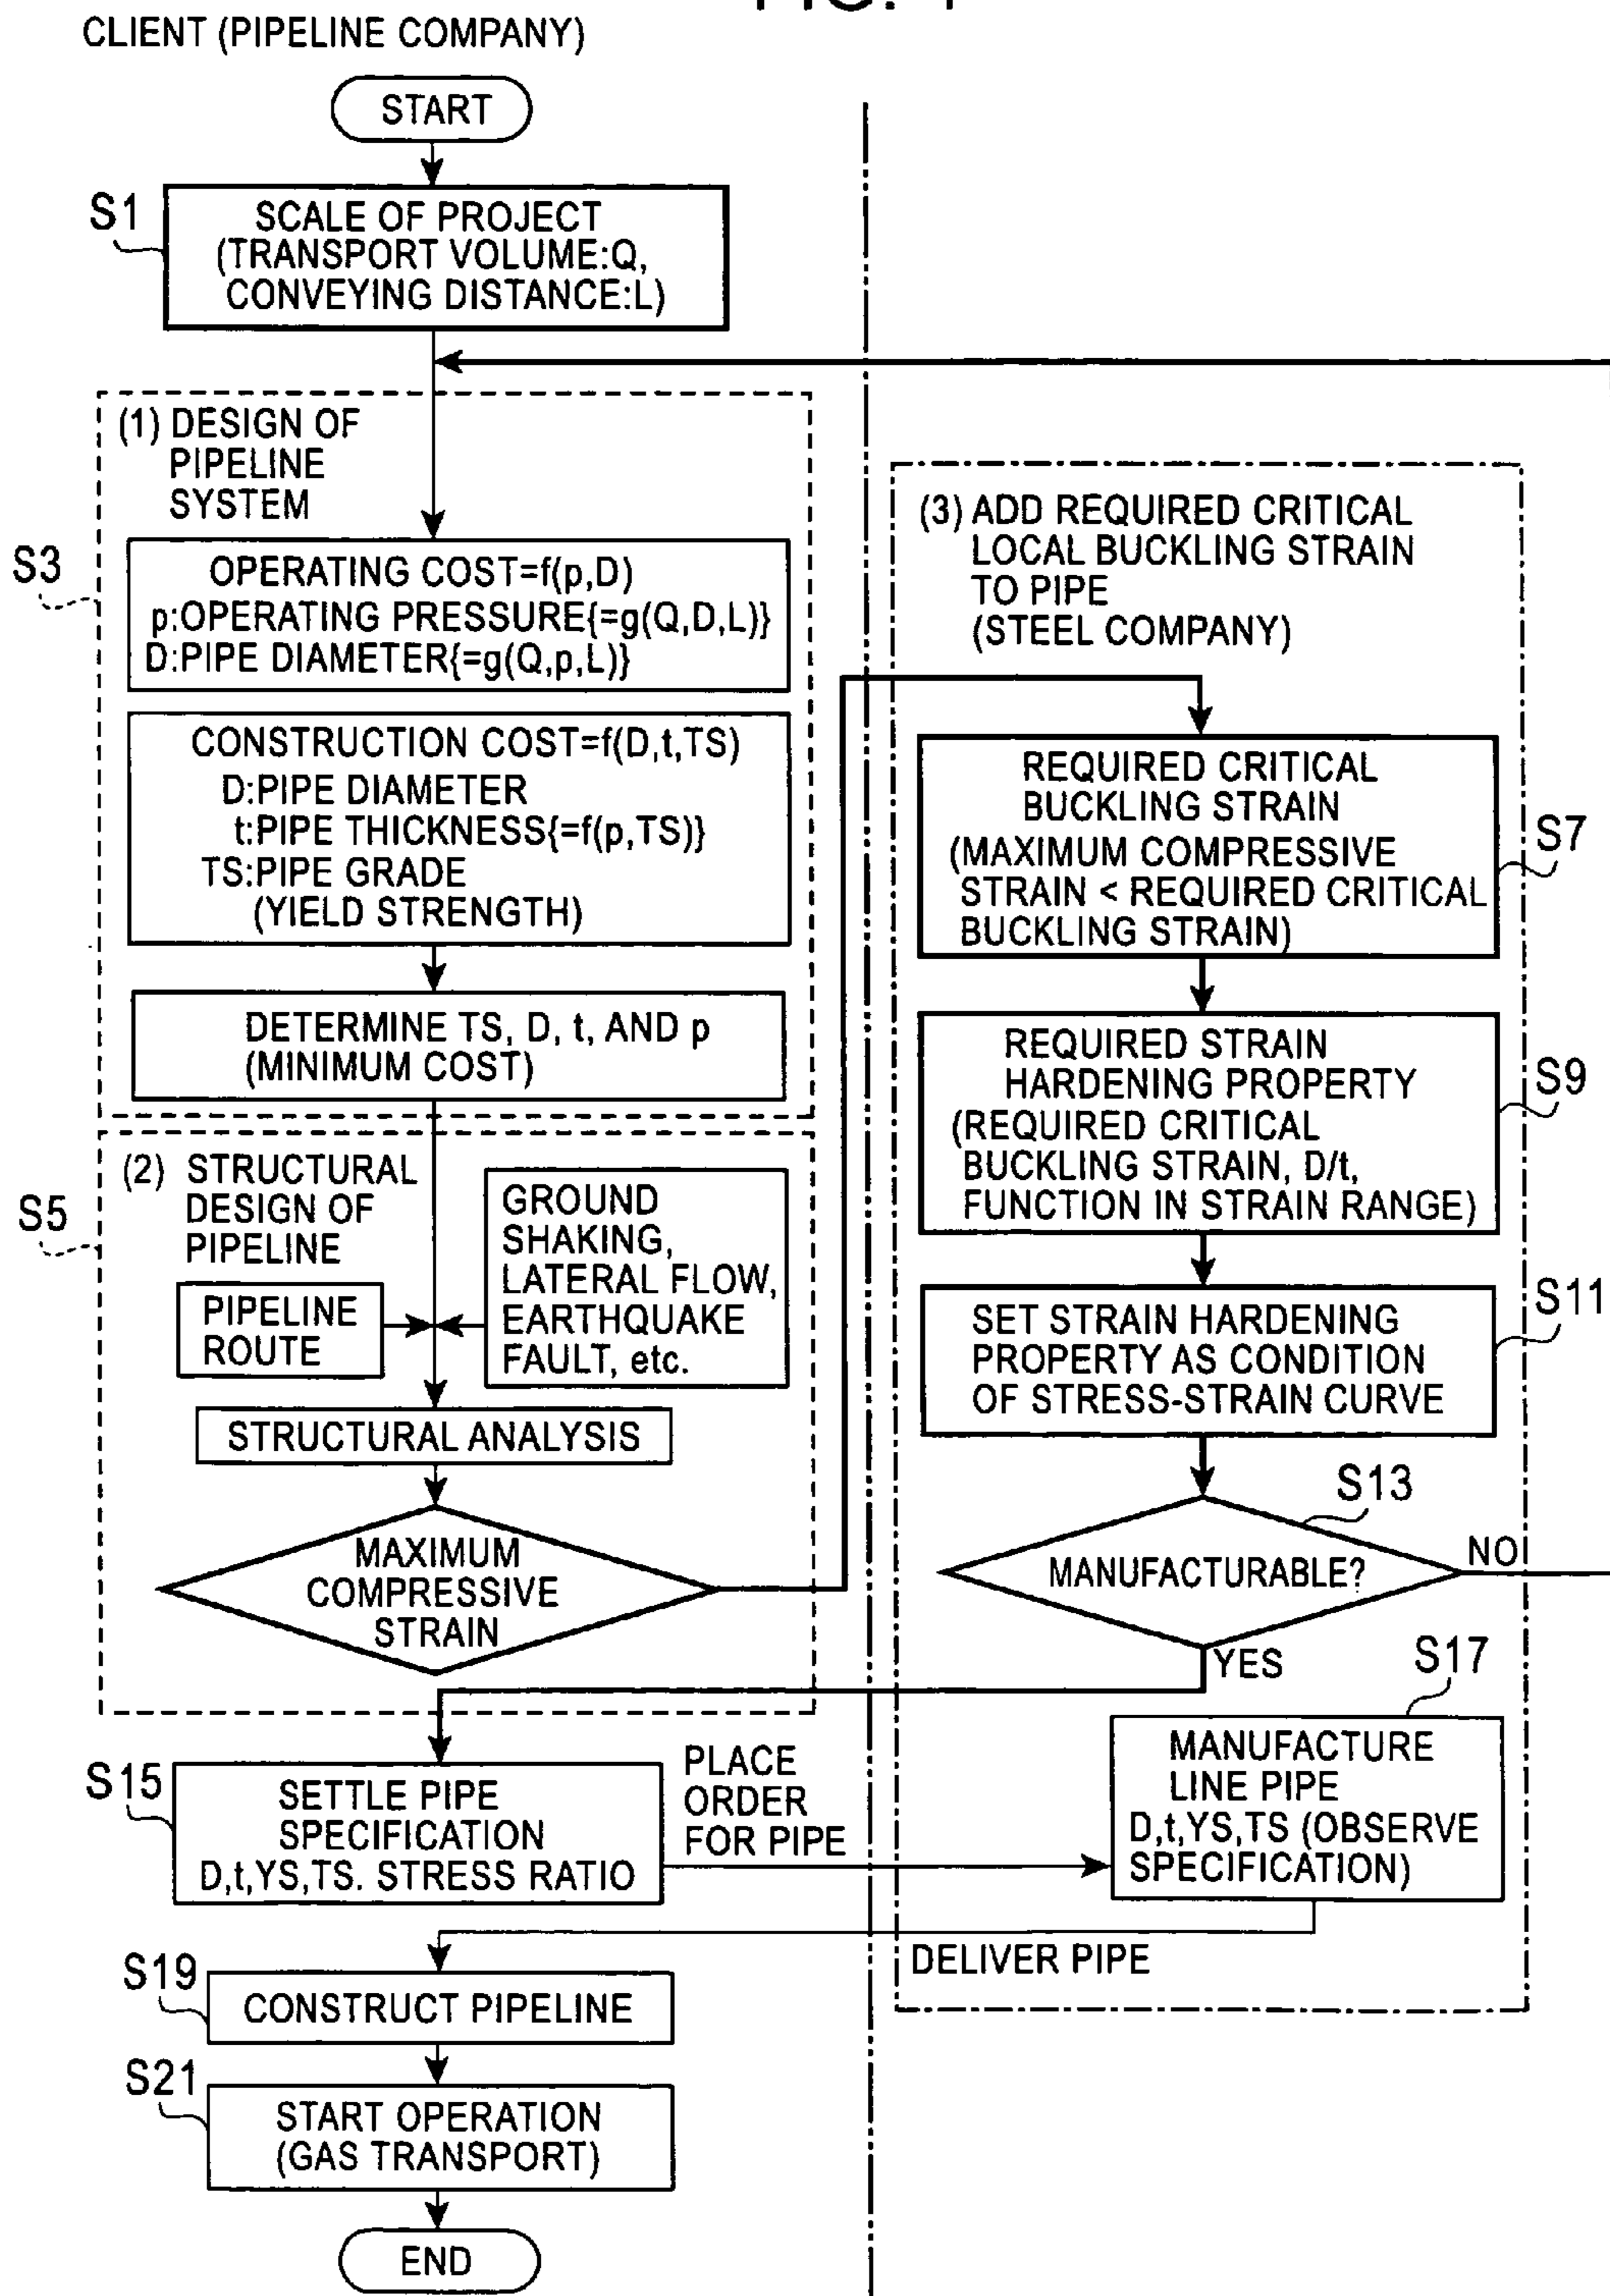 CLIENT (PIPELINE COMPANY)
START
S1
SCALE OF PROJECT
(TRANSPORT VOLUME:Q,
CONVEYING DISTANCE:L)
(1) DESIGN OF
PIPELINE
SYSTEM
S3
OPERATING COST=f(p,D)
p:OPERATING PRESSURE{=g(Q,D,L)}
D:PIPE DIAMETER{=g(Q,p,L)}
CONSTRUCTION COST=f(D,t,TS)
D:PIPE DIAMETER
t:PIPE THICKNESS{=f(p,TS)}
TS:PIPE GRADE
(YIELD STRENGTH)
DETERMINE TS, D, t, AND p
(MINIMUM COST)
S5
(2) STRUCTURAL
DESIGN OF
PIPELINE
PIPELINE
ROUTE
GROUND
SHAKING,
LATERAL FLOW,
EARTHQUAKE
FAULT, etc.
STRUCTURAL ANALYSIS
MAXIMUM
COMPRESSIVE
STRAIN
(3) ADD REQUIRED CRITICAL
LOCAL BUCKLING STRAIN
TO PIPE
(STEEL COMPANY)
REQUIRED CRITICAL
BUCKLING STRAIN
(MAXIMUM COMPRESSIVE
STRAIN < REQUIRED CRITICAL
BUCKLING STRAIN)
S7
REQUIRED STRAIN
HARDENING PROPERTY
(REQUIRED CRITICAL
BUCKLING STRAIN, D/t,
FUNCTION IN STRAIN RANGE)
S9
SET STRAIN HARDENING
PROPERTY AS CONDITION
OF STRESS-STRAIN CURVE
S11
S13
MANUFACTURABLE?
NO
YES
S15
SETTLE PIPE
SPECIFICATION
D,t,YS,TS. STRESS RATIO
PLACE
ORDER
FOR PIPE
S17
MANUFACTURE
LINE PIPE
D,t,YS,TS (OBSERVE
SPECIFICATION)
DELIVER PIPE
S19
CONSTRUCT PIPELINE
S21
START OPERATION
(GAS TRANSPORT)
END